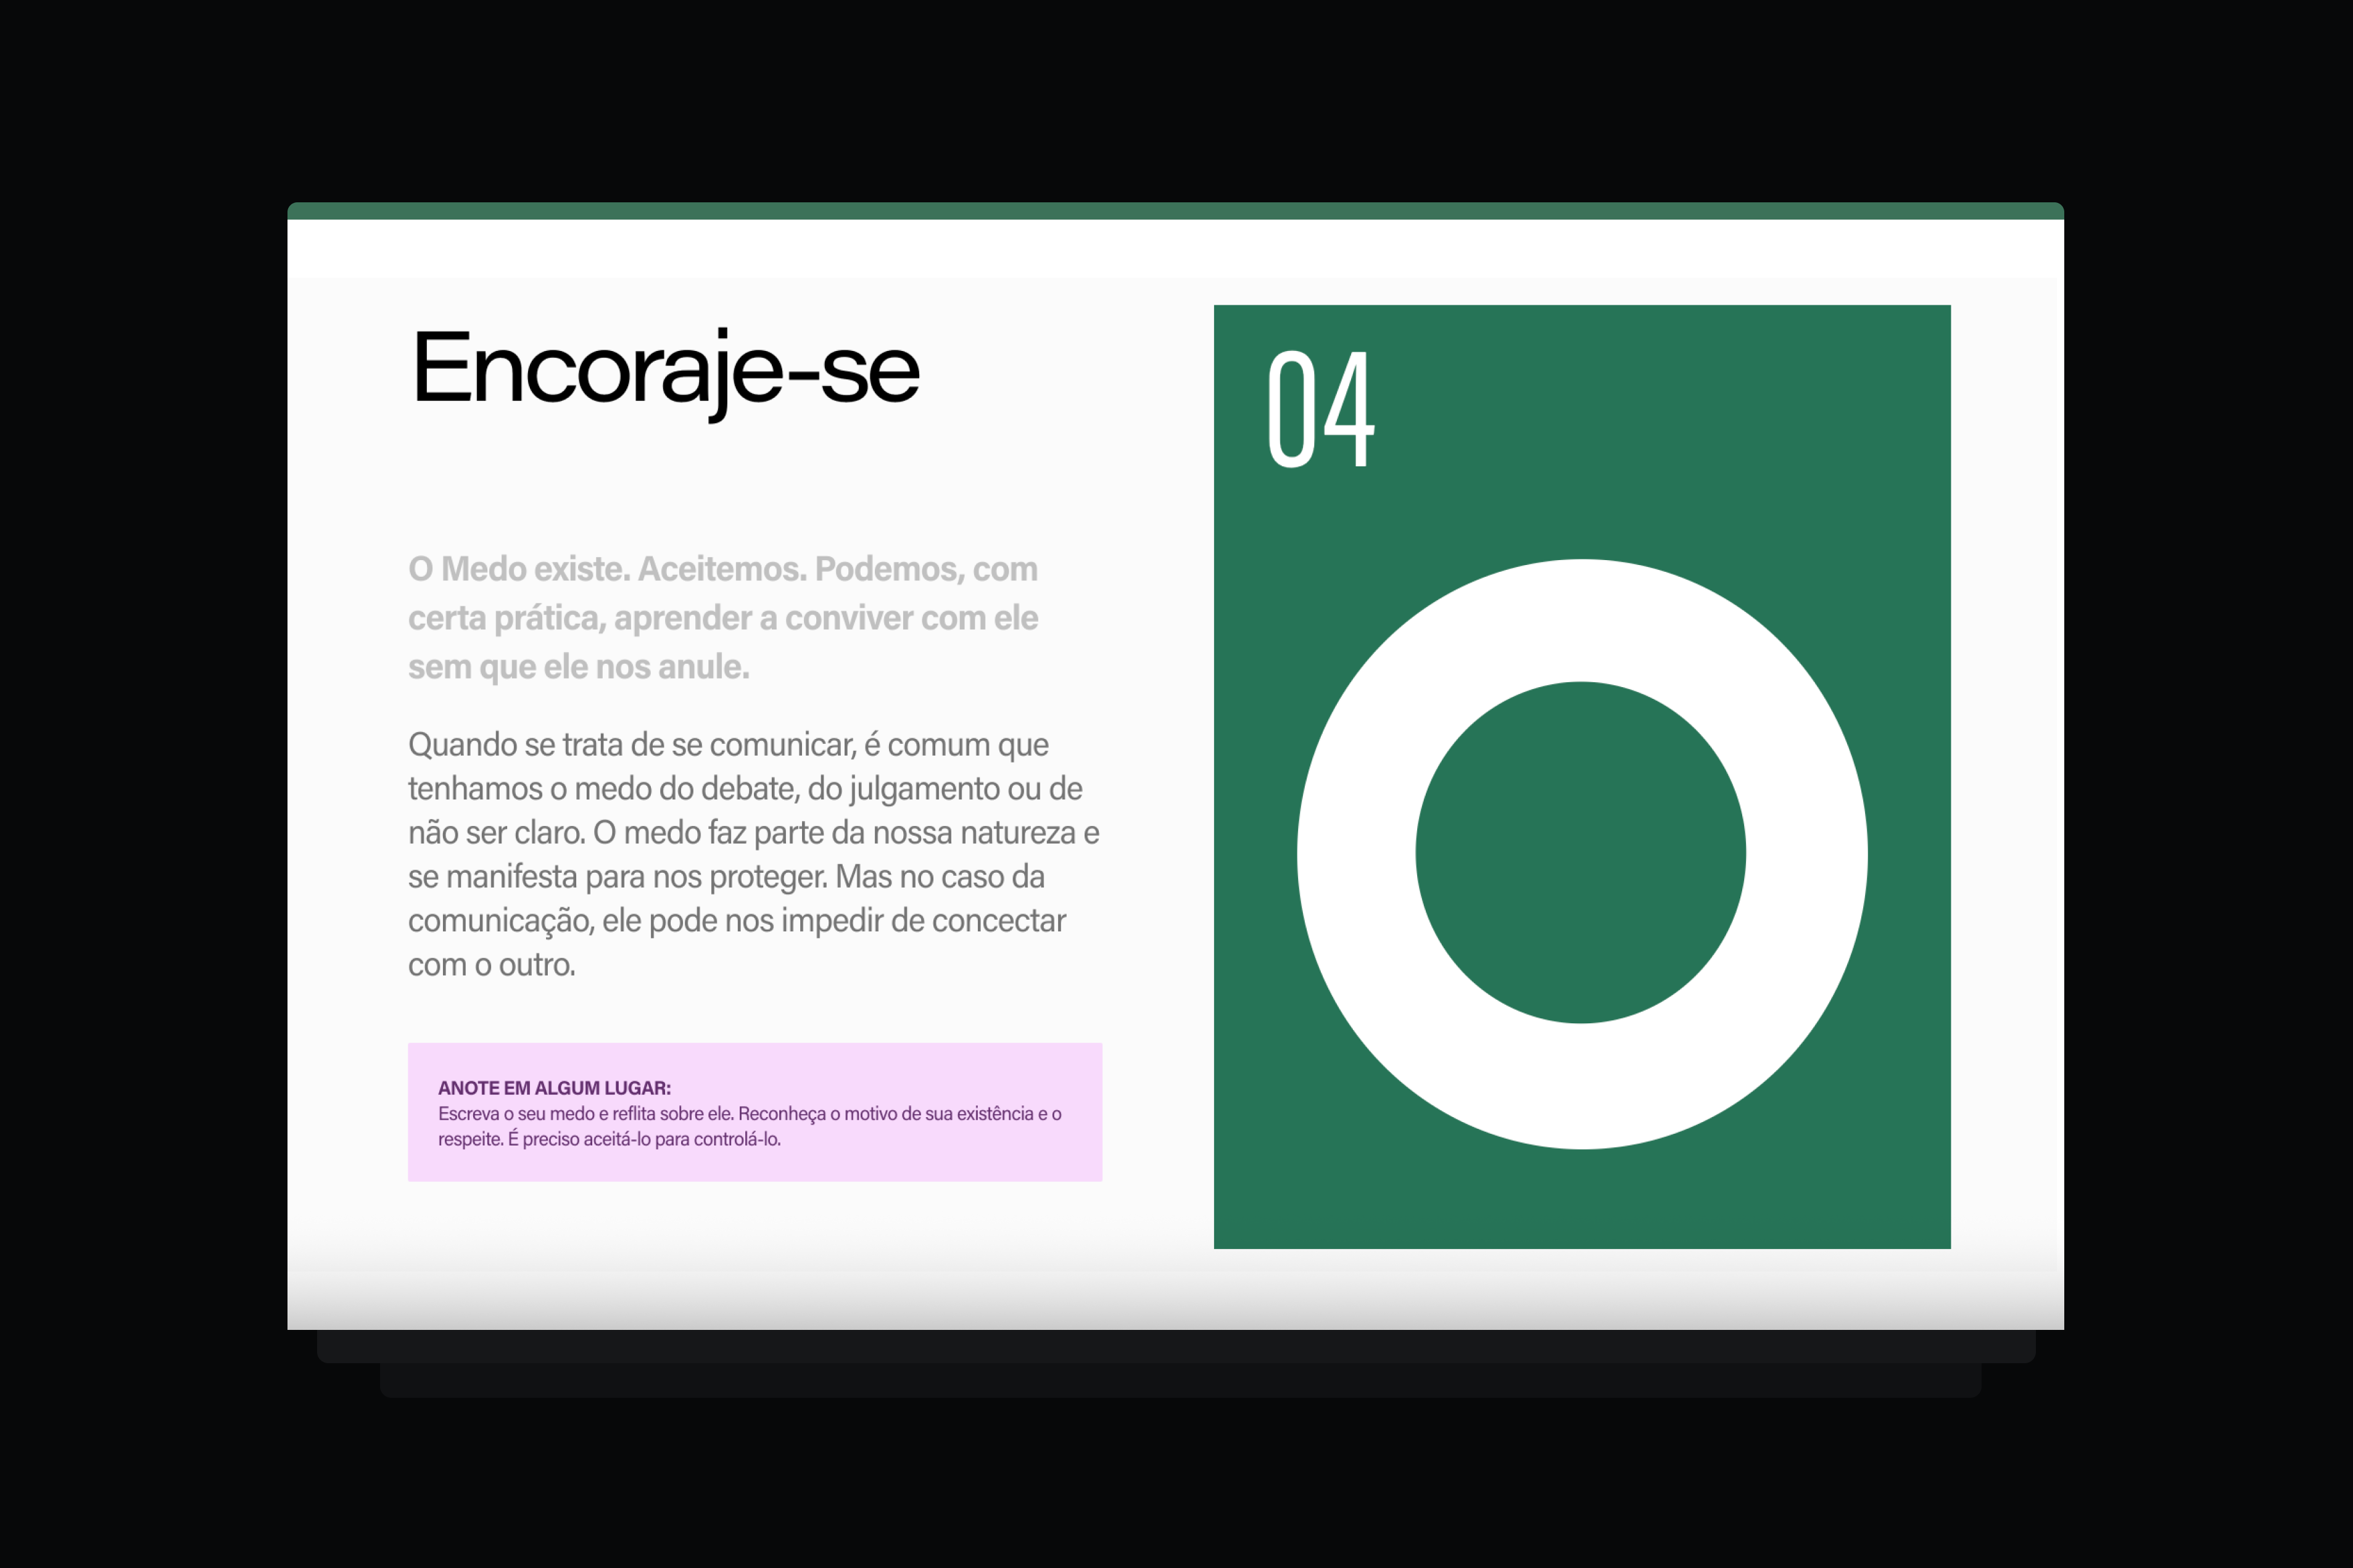 Encoraje-se
O Medo existe. Aceitemos. Podemos, com
certa prática, aprender a conviver com ele
sem que ele nos anule.
Quando se trata de se comunicar, é comum que
tenhamos o medo do debate, do julgamento ou de
não ser claro. O medo faz parte da nossa natureza e
se manifesta para nos proteger. Mas no caso da
comunicação, ele pode nos impedir de concectar
com o outro.
ANOTE EM ALGUM LUGAR:
Escreva o seu medo e reflita sobre ele. Reconheça o motivo de sua existência e o
respeite. É preciso aceitá-lo para controlá-lo.
04